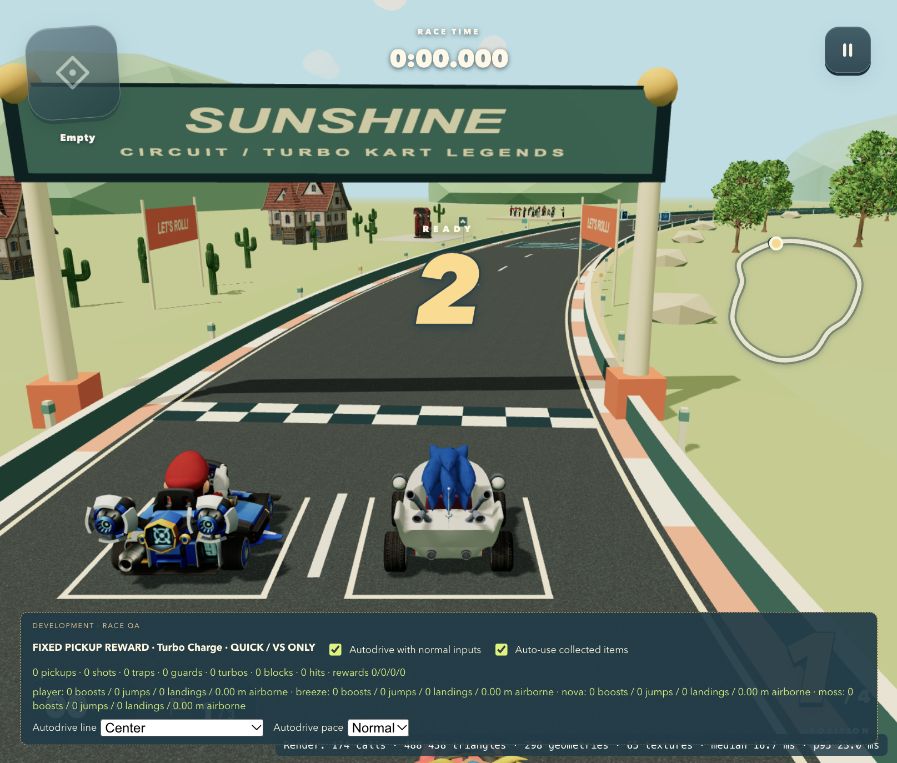 RACE TIME
0:00.000
Empty
SUNSHINE
CIRCUIT / TURBO KART LEGENDS
LET'S ROLL!
LET'S ROLL!
READY
2
DEVELOPMENT · RACE QA
FIXED PICKUP REWARD · Turbo Charge · QUICK / VS ONLY
Autodrive with normal inputs
Auto-use collected items
0 pickups · 0 shots · 0 traps · 0 guards · 0 turbos · 0 blocks · 0 hits · rewards 0/0/0/0
player: 0 boosts / 0 jumps / 0 landings / 0.00 m airborne · breeze: 0 boosts / 0 jumps / 0 landings / 0.00 m airborne · nova: 0 boosts / 0 jumps / 0 landings / 0.00 m airborne · moss: 0
boosts / 0 jumps / 0 landings / 0.00 m airborne
Autodrive line Center
Autodrive pace Normal
1 / 4
POSITION